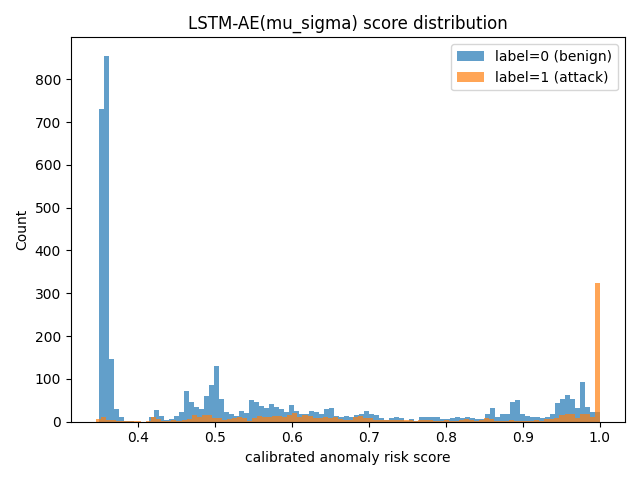 LSTM-AE(mu_sigma) score distribution
label=0 (benign)
label=1 (attack)
Count
800
700
600
500
400
300
200
100
0
0.4 0.5 0.6 0.7 0.8 0.9 1.0
calibrated anomaly risk score